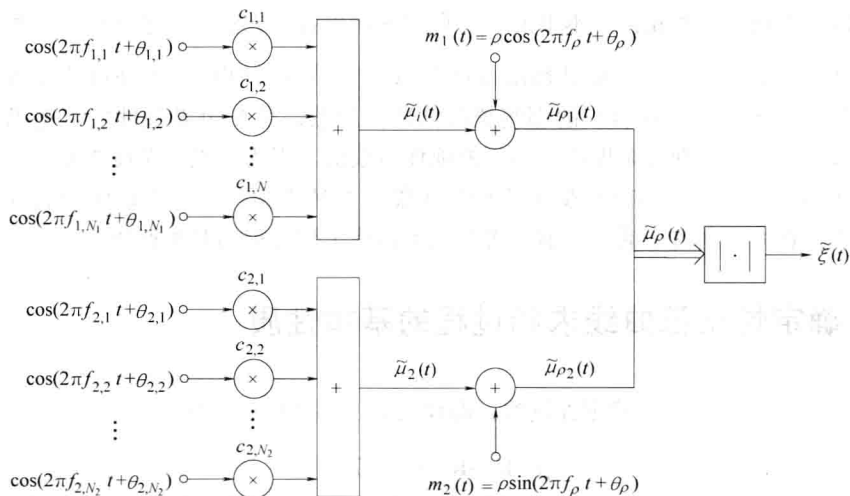 c_{1,1}
cos(2πf_{1,1} t+θ_{1,1})
×
m_1(t)=ρcos(2πf_ρ t+θ_ρ)
c_{1,2}
cos(2πf_{1,2} t+θ_{1,2})
×
+
μ̃_i(t)
+
μ̃_{ρ1}(t)
⋮
⋮
c_{1,N}
cos(2πf_{1,N_1} t+θ_{1,N_1})
×
μ̃_ρ(t)
| · |
ξ̃(t)
c_{2,1}
cos(2πf_{2,1} t+θ_{2,1})
×
c_{2,2}
cos(2πf_{2,2} t+θ_{2,2})
×
+
μ̃_2(t)
+
μ̃_{ρ2}(t)
⋮
⋮
c_{2,N_2}
cos(2πf_{2,N_2} t+θ_{2,N_2})
×
m_2(t)=ρsin(2πf_ρ t+θ_ρ)